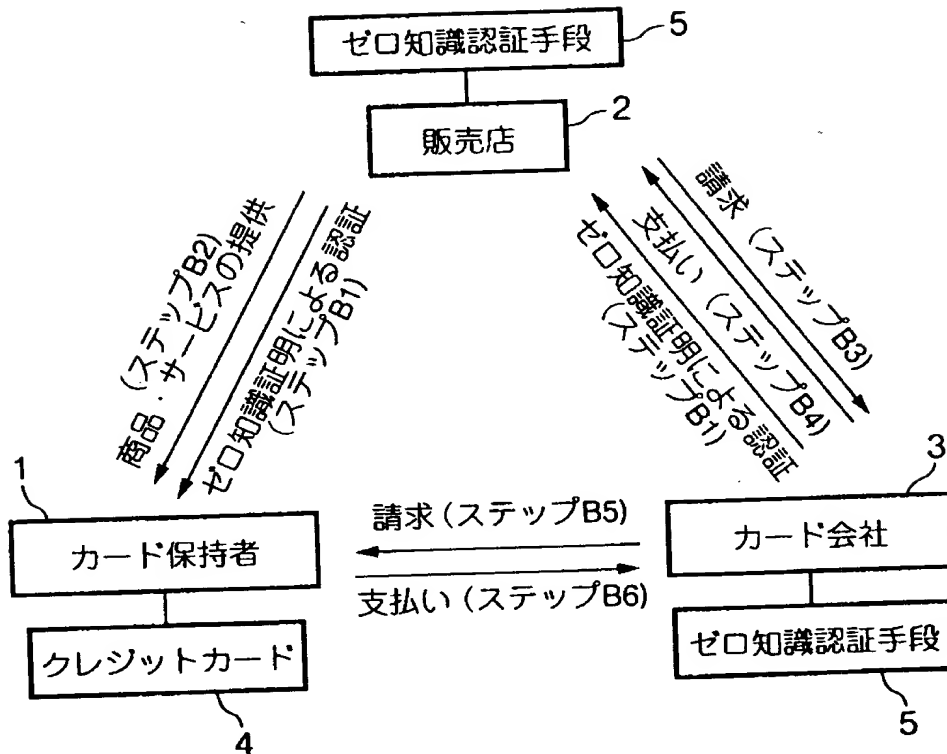 ゼロ知識認証手段
5
販売店
2
(ステップB2)
商品・サービスの提供
ゼロ知識証明による認証
(ステップB1)
請求 (ステップB3)
支払い (ステップB4)
ゼロ知識証明による認証
(ステップB1)
1
カード保持者
請求 (ステップB5)
支払い (ステップB6)
3
カード会社
クレジットカード
4
ゼロ知識認証手段
5